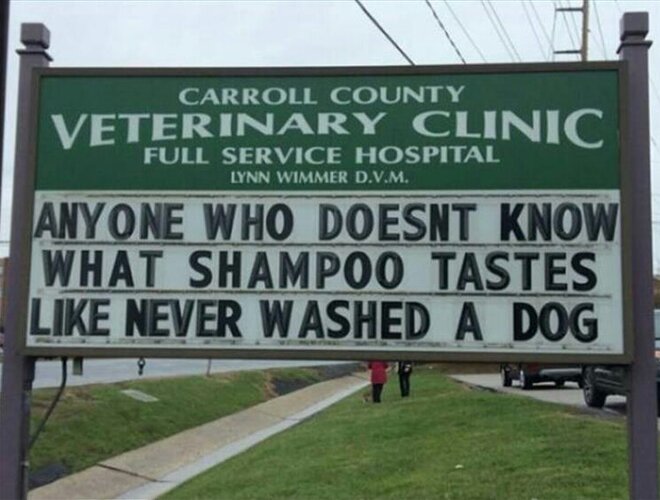 CARROLL COUNTY
VETERINARY CLINIC
FULL SERVICE HOSPITAL
LYNN WIMMER D.V.M.
ANYONE WHO DOESNT KNOW
WHAT SHAMPOO TASTES
LIKE NEVER WASHED A DOG